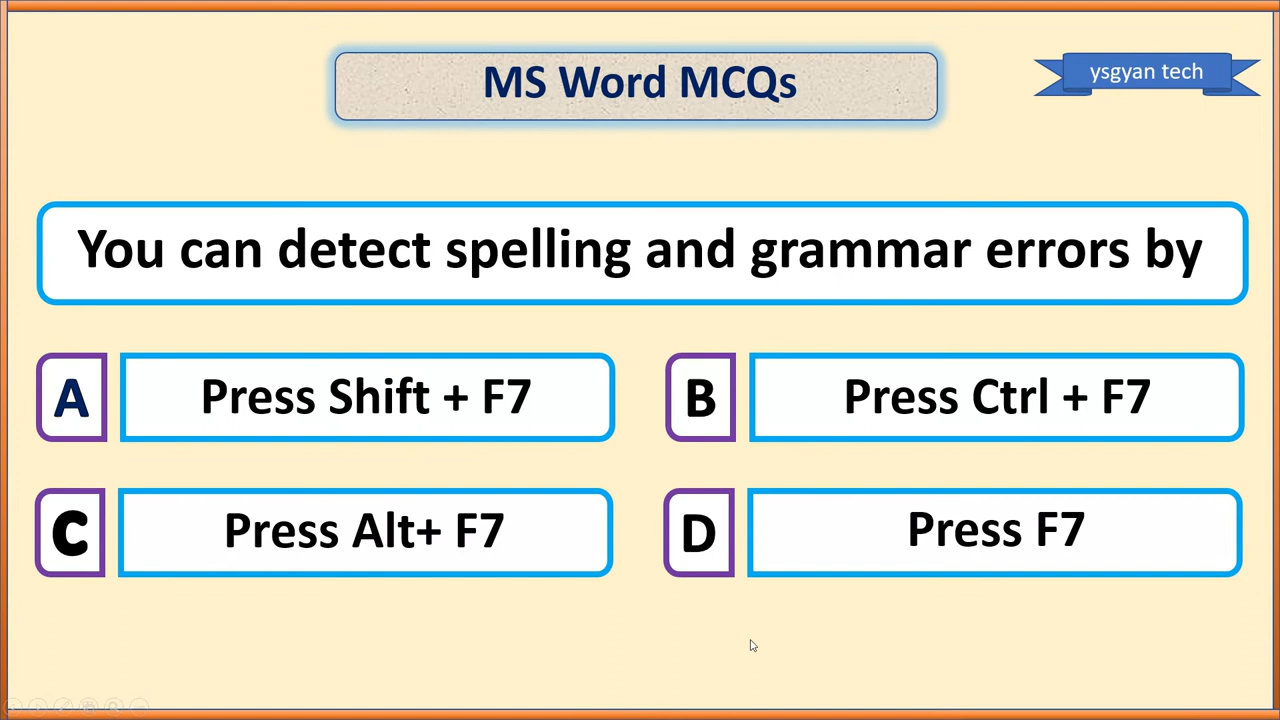 MS Word MCQs
ysgyan tech
You can detect spelling and grammar errors by
A Press Shift + F7
B Press Ctrl + F7
C Press Alt+ F7
D Press F7